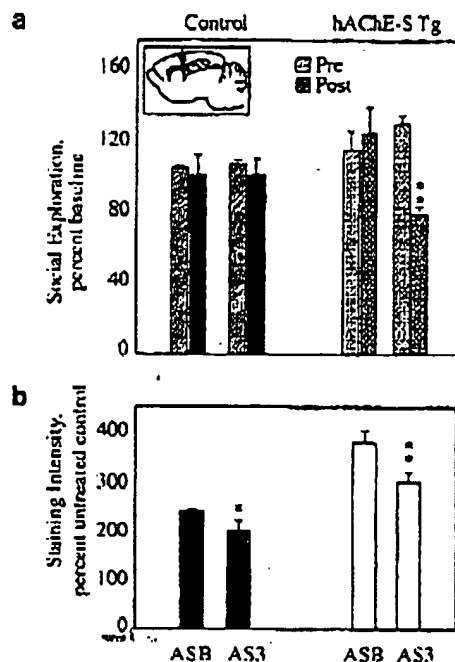 a
Control hAChE-S Tg
Pre
Post
Social Exploration,
percent baseline
160
120
80
40
0
b
Staining Intensity,
percent untreated control
400
300
200
100
0
ASB AS3 ASB AS3